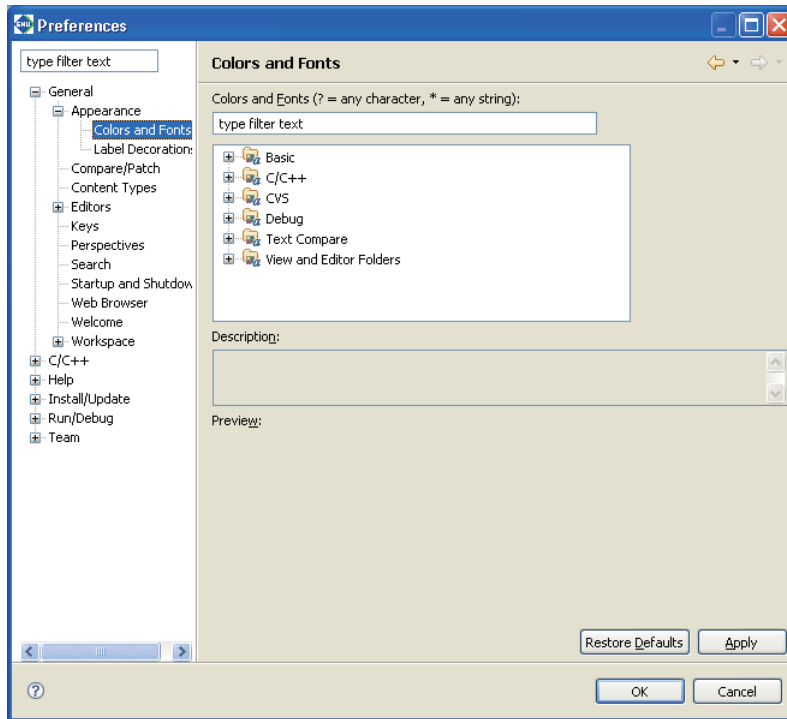 GNU Preferences
type filter text
General
Appearance
Colors and Fonts
Label Decoration
Compare/Patch
Content Types
Editors
Keys
Perspectives
Search
Startup and Shutdow
Web Browser
Welcome
Workspace
C/C++
Help
Install/Update
Run/Debug
Team
Colors and Fonts
Colors and Fonts (? = any character, * = any string):
type filter text
Basic
C/C++
CVS
Debug
Text Compare
View and Editor Folders
Description:
Preview:
Restore Defaults Apply
? OK Cancel